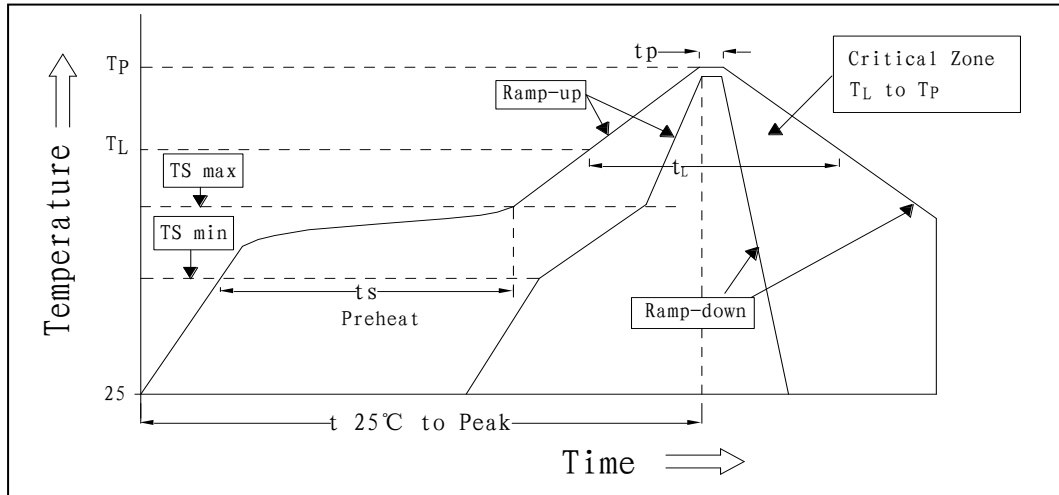 tp
Critical Zone
TL to TP
TP
Ramp-up
TL
tL
TS max
TS min
ts
Preheat
Ramp-down
Temperature
25
t 25℃ to Peak
Time